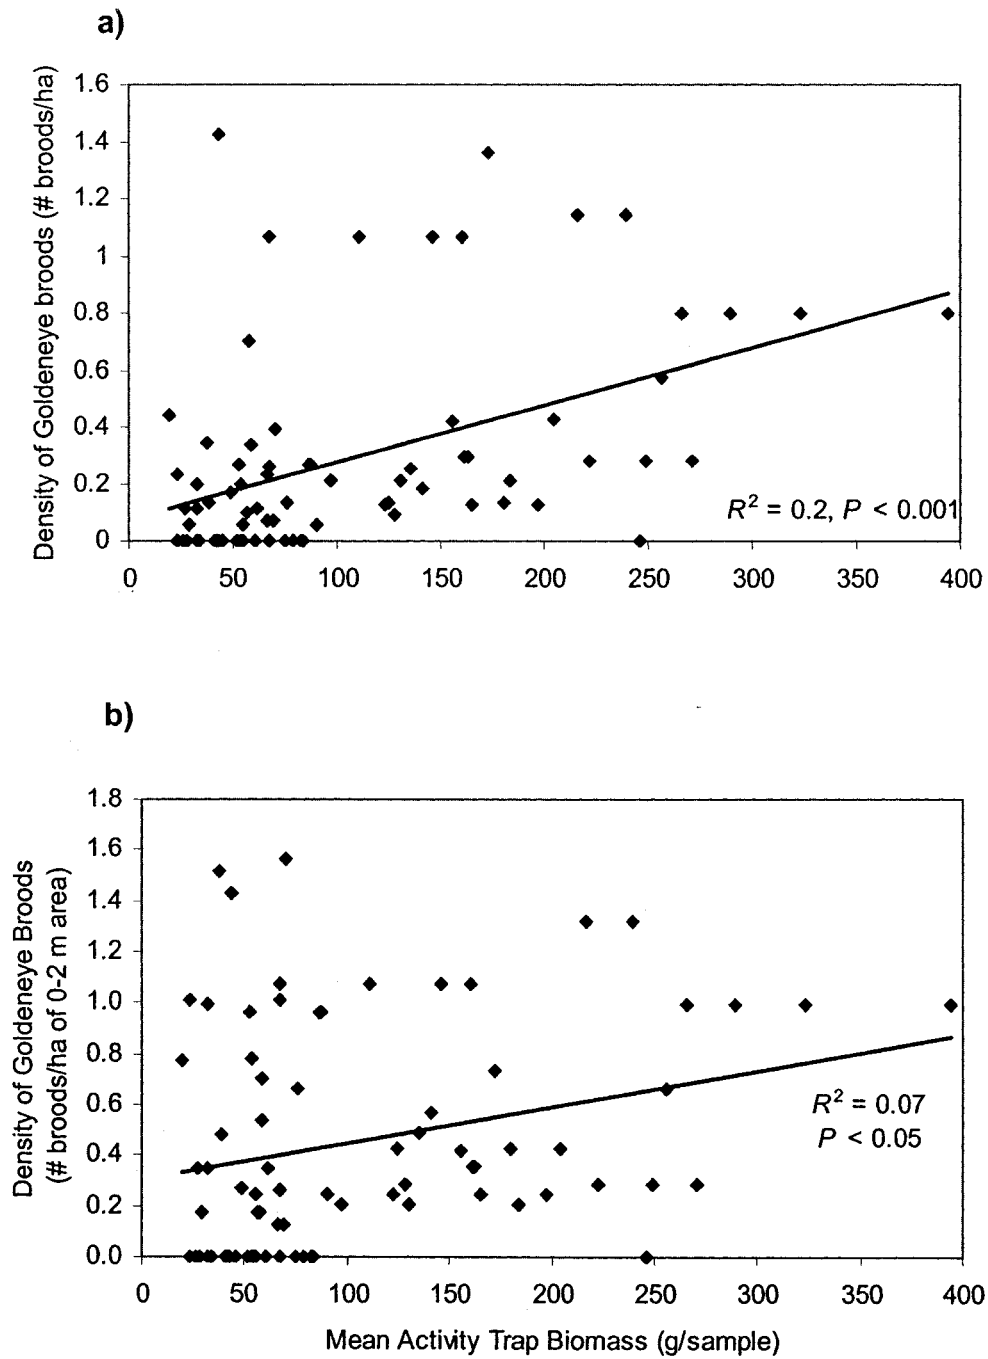 a)
Density of Goldeneye broods (# broods/ha)
1.6
1.4
1.2
1
0.8
0.6
0.4
0.2
0
R² = 0.2, P < 0.001
0 50 100 150 200 250 300 350 400
b)
Density of Goldeneye Broods
(# broods/ha of 0-2 m area)
1.8
1.6
1.4
1.2
1.0
0.8
0.6
0.4
0.2
0.0
R² = 0.07
P < 0.05
0 50 100 150 200 250 300 350 400
Mean Activity Trap Biomass (g/sample)